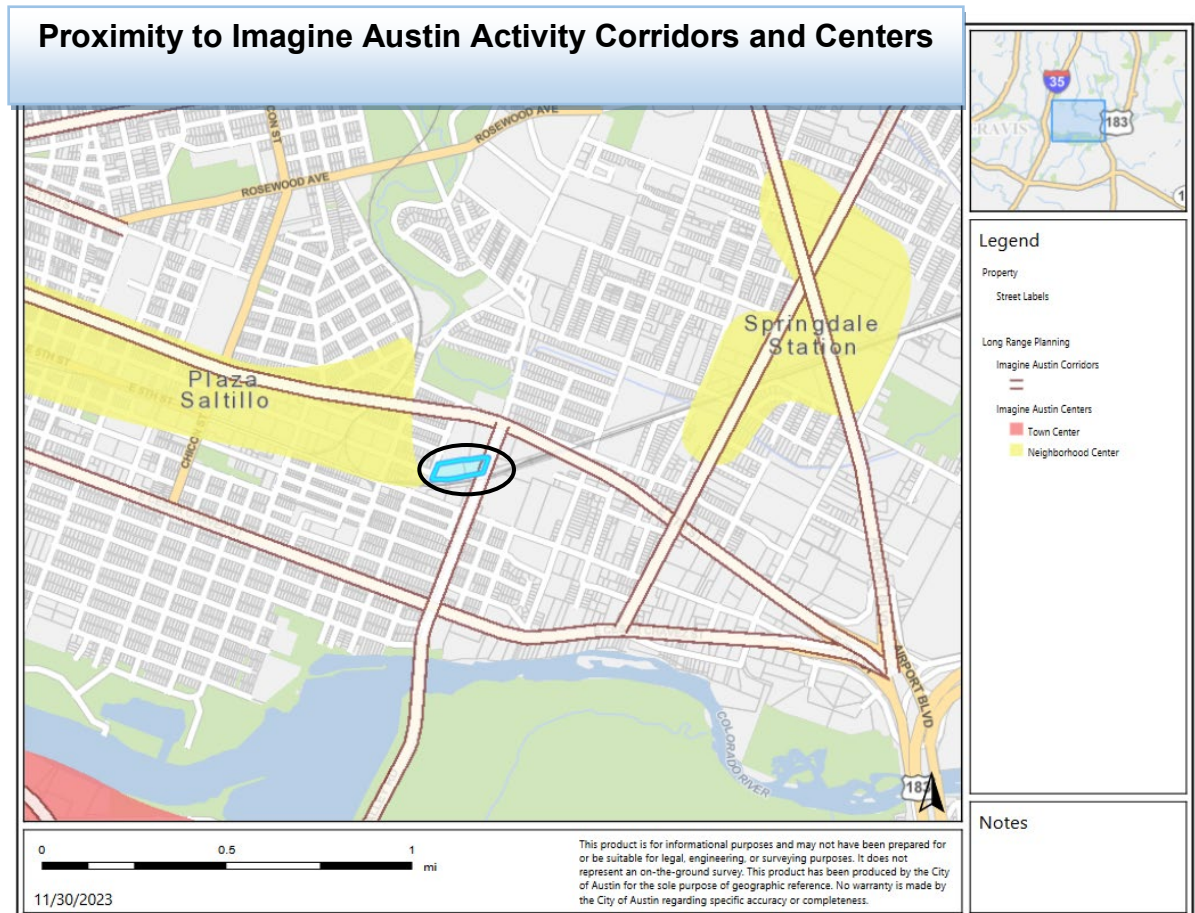 Proximity to Imagine Austin Activity Corridors and Centers
35
183
ROSEWOOD AVE
ROSEWOOD AVE
Springdale
Station
Plaza
Saltillo
E 5TH ST
E 5TH ST
CHICON ST
COLORADO RIVER
AIRPORT BLVD
183
Legend
Property
Street Labels
Long Range Planning
Imagine Austin Corridors
Imagine Austin Centers
Town Center
Neighborhood Center
Notes
0 0.5 1
mi
11/30/2023
This product is for informational purposes and may not have been prepared for
or be suitable for legal, engineering, or surveying purposes. It does not
represent an on-the-ground survey. This product has been produced by the City
of Austin for the sole purpose of geographic reference. No warranty is made by
the City of Austin regarding specific accuracy or completeness.